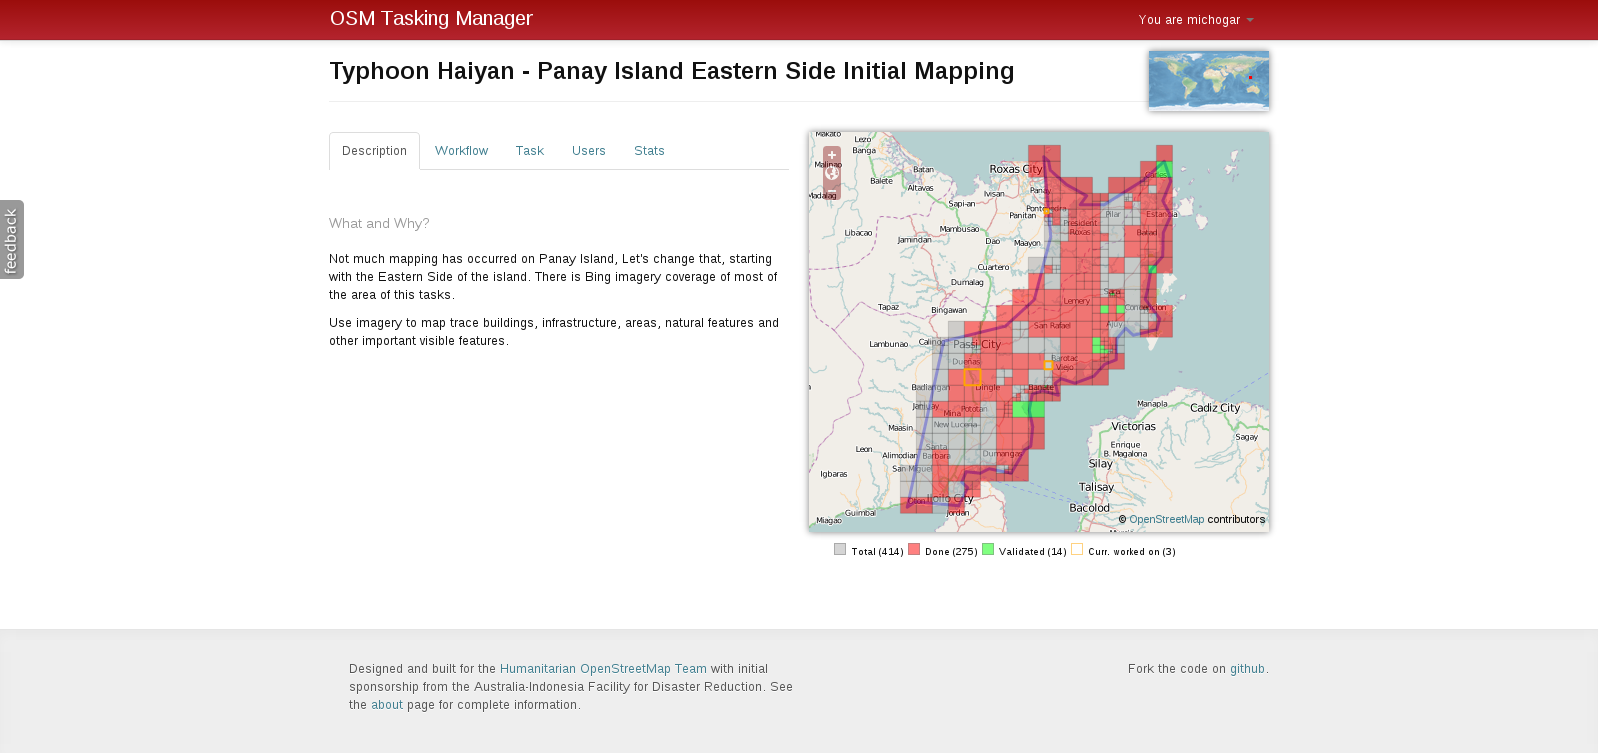 OSM Tasking Manager
You are michogar
Typhoon Haiyan - Panay Island Eastern Side Initial Mapping
Description
Workflow
Task
Users
Stats
feedback
What and Why?
Not much mapping has occurred on Panay Island, Let's change that, starting
with the Eastern Side of the island. There is Bing imagery coverage of most of
the area of this tasks.
Use imagery to map trace buildings, infrastructure, areas, natural features and
other important visible features.
Makato
Lezo
Banga
Malinao
Balete
Batan
Altavas
Madalag
Sapi-an
Ivisan
Roxas City
Panay
Pontevedra
Panitan
President
Roxas
Pilar
Estancia
Batad
Carles
Libacao
Jamindan
Mambusao
Dao
Maayon
Cuartero
Dumalag
Tapaz
Bingawan
Lemery
Sara
Concepcion
San Rafael
Ajuy
Lambunao
Calinog
Passi City
Dueñas
Barotac
Viejo
Badiangan
Dingle
Banate
Janiuay
Mina
Pototan
Maasin
New Lucena
Leon
Alimodian
Santa
Barbara
Dumangas
San Miguel
Igbaras
Oton
Iloilo City
Guimbal
Jordan
Miagao
Manapla
Cadiz City
Victorias
Sagay
Enrique
B. Magalona
Silay
Talisay
Bacolod
© OpenStreetMap contributors
Total (414) Done (275) Validated (14) Curr. worked on (3)
Designed and built for the Humanitarian OpenStreetMap Team with initial
sponsorship from the Australia-Indonesia Facility for Disaster Reduction. See
the about page for complete information.
Fork the code on github.